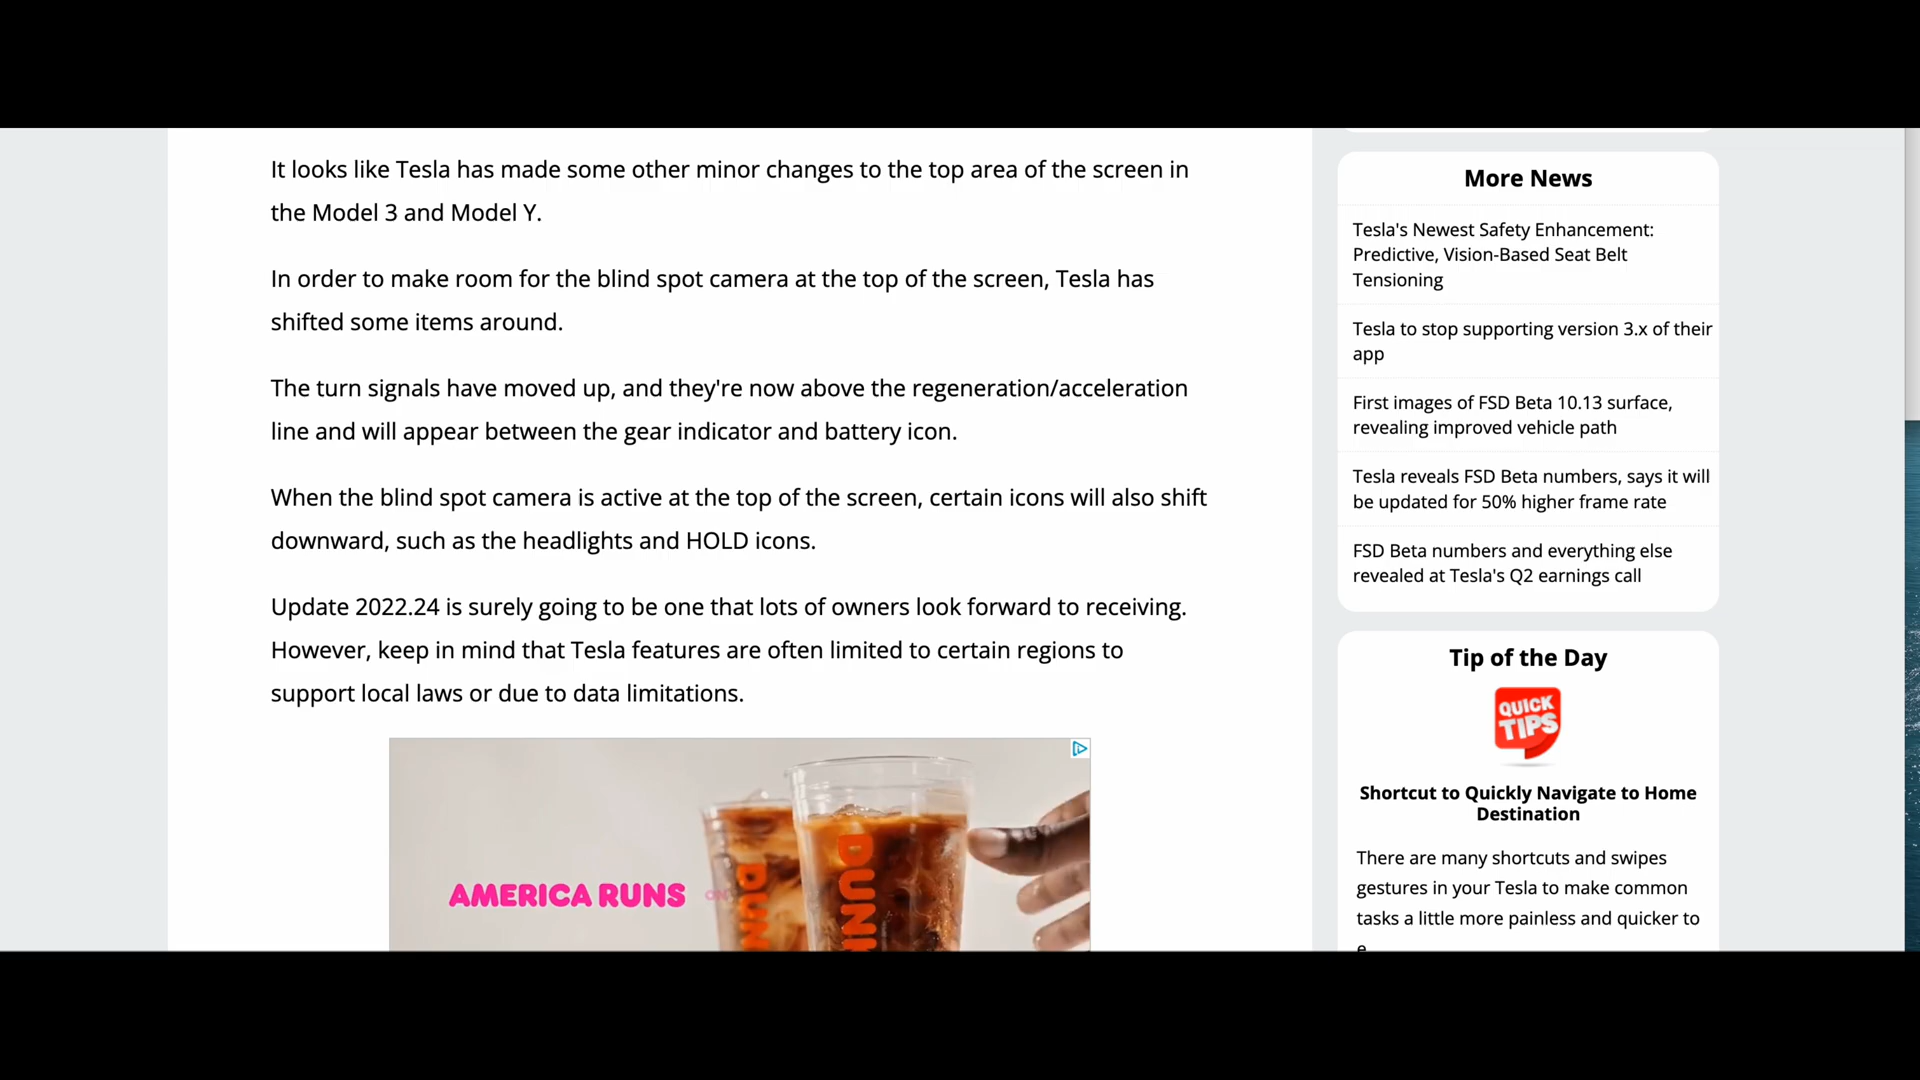 It looks like Tesla has made some other minor changes to the top area of the screen in
the Model 3 and Model Y.
In order to make room for the blind spot camera at the top of the screen, Tesla has
shifted some items around.
The turn signals have moved up, and they're now above the regeneration/acceleration
line and will appear between the gear indicator and battery icon.
When the blind spot camera is active at the top of the screen, certain icons will also shift
downward, such as the headlights and HOLD icons.
Update 2022.24 is surely going to be one that lots of owners look forward to receiving.
However, keep in mind that Tesla features are often limited to certain regions to
support local laws or due to data limitations.
AMERICA RUNS
More News
Tesla's Newest Safety Enhancement:
Predictive, Vision-Based Seat Belt
Tensioning
Tesla to stop supporting version 3.x of their
app
First images of FSD Beta 10.13 surface,
revealing improved vehicle path
Tesla reveals FSD Beta numbers, says it will
be updated for 50% higher frame rate
FSD Beta numbers and everything else
revealed at Tesla's Q2 earnings call
Tip of the Day
QUICK
TIPS
Shortcut to Quickly Navigate to Home
Destination
There are many shortcuts and swipes
gestures in your Tesla to make common
tasks a little more painless and quicker to